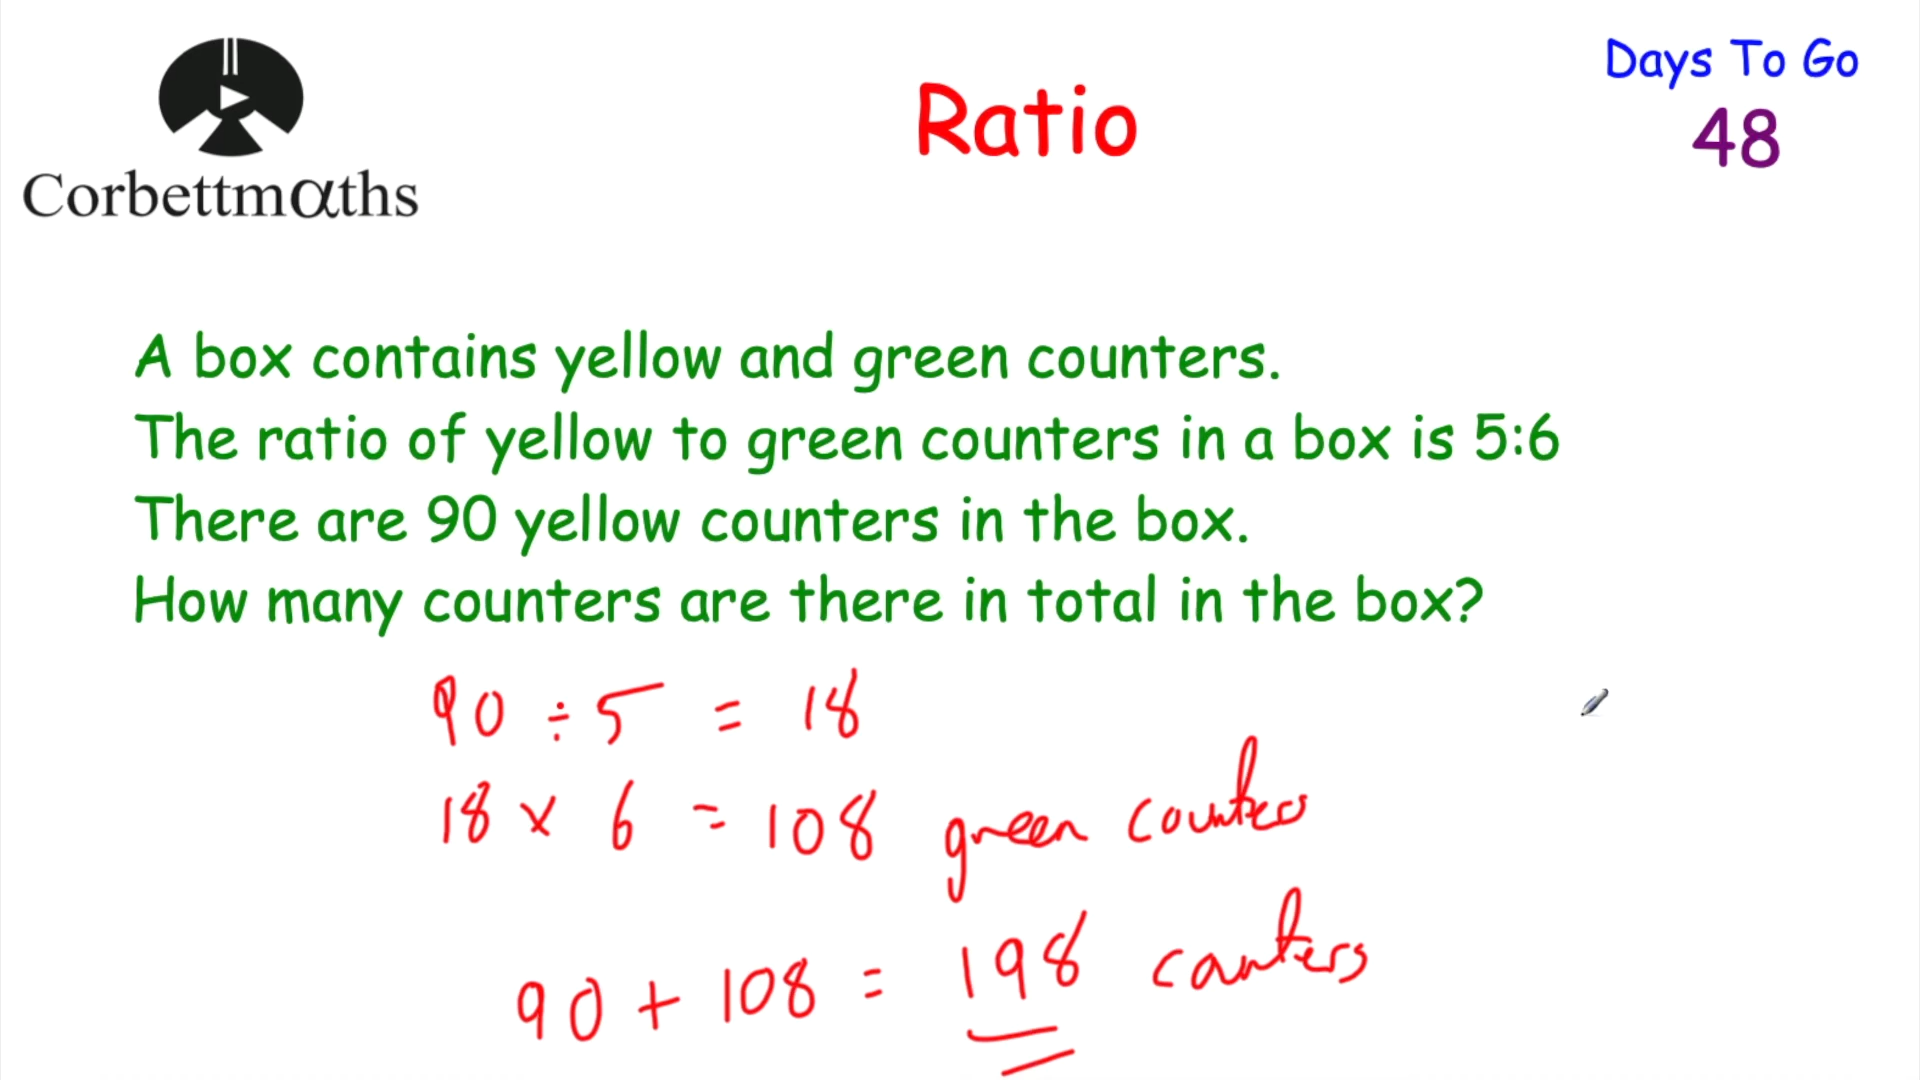 Corbettmαths
Ratio
Days To Go
48
A box contains yellow and green counters.
The ratio of yellow to green counters in a box is 5:6
There are 90 yellow counters in the box.
How many counters are there in total in the box?
90 ÷ 5 = 18
18 × 6 = 108 green counters
90 + 108 = 198 counters